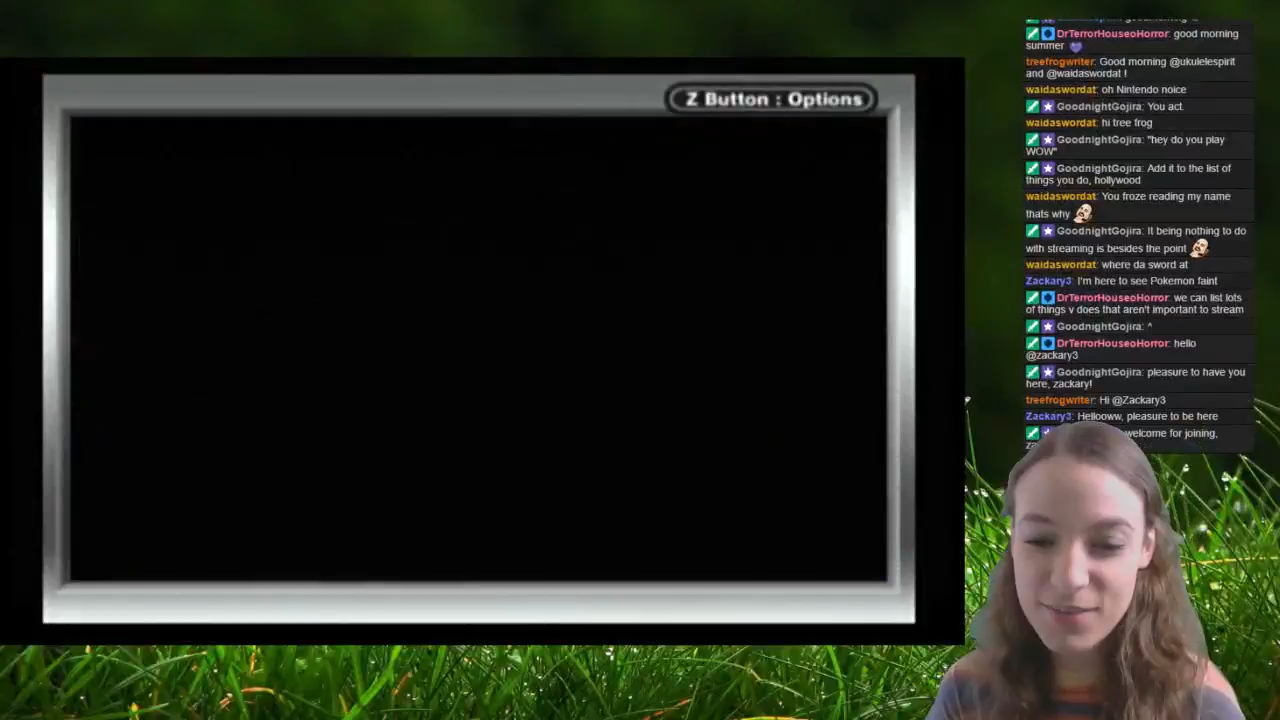 Z Button : Options
DrTerrorHouseoHorror: good morning
summer
treefrogwriter: Good morning @ukulelespirit
and @waidaswordat !
waidaswordat: oh Nintendo noice
GoodnightGojira: You act.
waidaswordat: hi tree frog
GoodnightGojira: "hey do you play
WOW"
GoodnightGojira: Add it to the list of
things you do, hollywood
waidaswordat: You froze reading my name
thats why
GoodnightGojira: It being nothing to do
with streaming is besides the point
waidaswordat: where da sword at
Zackary3: I'm here to see Pokemon faint
DrTerrorHouseoHorror: we can list lots
of things v does that aren't important to stream
GoodnightGojira: ^
DrTerrorHouseoHorror: hello
@zackary3
GoodnightGojira: pleasure to have you
here, zackary!
treefrogwriter: Hi @Zackary3
Zackary3: Hellooww, pleasure to be here
welcome for joining,